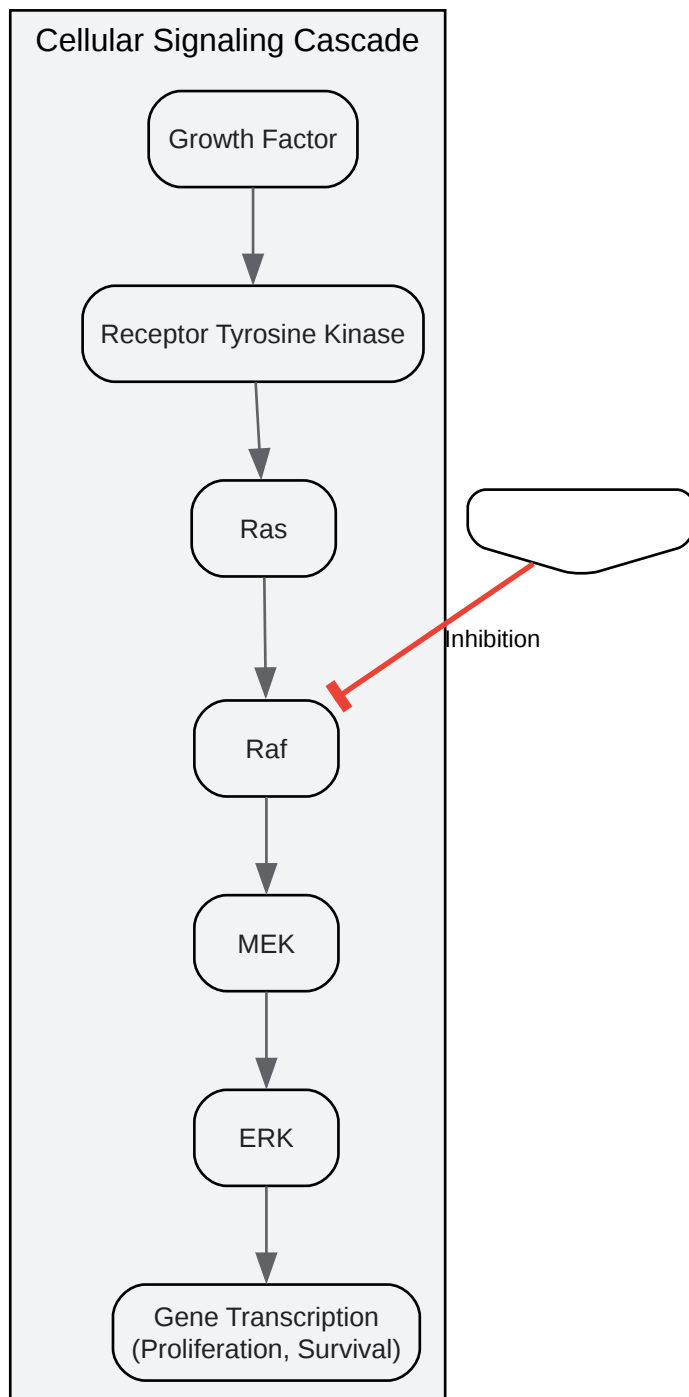 Cellular Signaling Cascade
Growth Factor
Receptor Tyrosine Kinase
Ras
Inhibition
Raf
MEK
ERK
Gene Transcription
(Proliferation, Survival)